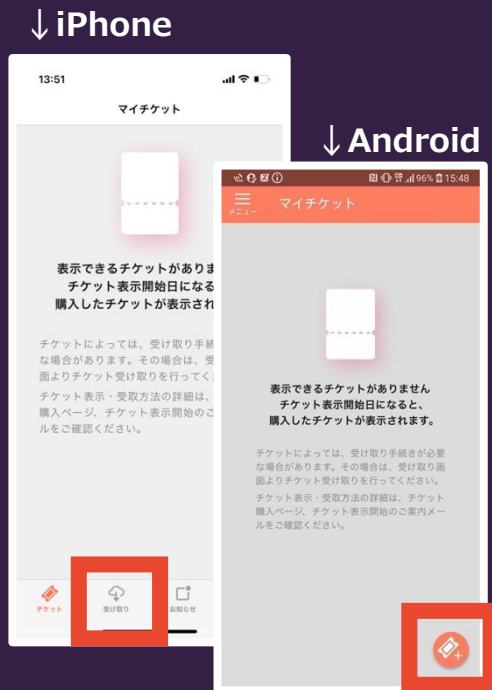 ↓iPhone
13:51
マイチケット
表示できるチケットがありま
チケット表示開始日になる
購入したチケットが表示され
チケットによっては、受け取り手続
な場合があります。その場合は、受
面よりチケット受け取りを行ってく
チケット表示・受取方法の詳細は、
購入ページ、チケット表示開始のご
ルをご確認ください。
チケット
受け取り
お知らせ
↓Android
96% 15:48
メニュー
マイチケット
表示できるチケットがありません
チケット表示開始日になると、
購入したチケットが表示されます。
チケットによっては、受け取り手続きが必要
な場合があります。その場合は、受け取り画
面よりチケット受け取りを行ってください。
チケット表示・受取方法の詳細は、チケット
購入ページ、チケット表示開始のご案内メー
ルをご確認ください。